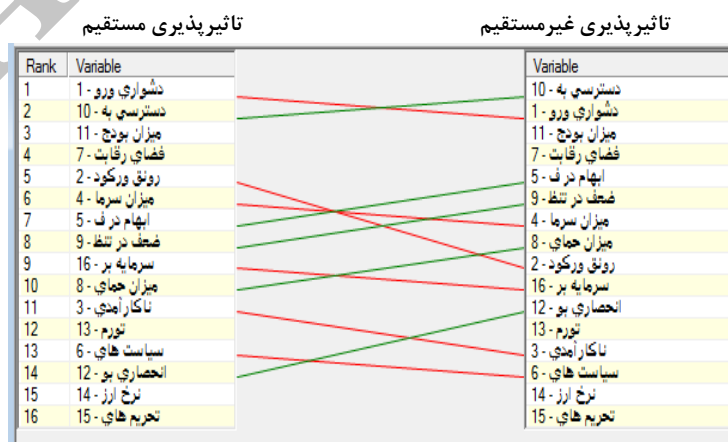 تاثیرپذیری غیرمستقیم تاثیرپذیری مستقیم
Rank Variable Variable
1 دشواري ورو - 1 دسترسي به - 10
2 دسترسي به - 10 دشواري ورو - 1
3 ميزان بودج - 11 ميزان بودج - 11
4 فضاي رقابت - 7 فضاي رقابت - 7
5 رونق وركود - 2 ابهام در ف - 5
6 ميزان سرما - 4 ضعف در تنظ - 9
7 ابهام در ف - 5 ميزان سرما - 4
8 ضعف در تنظ - 9 ميزان حماي - 8
9 سرمايه بر - 16 رونق وركود - 2
10 ميزان حماي - 8 سرمايه بر - 16
11 ناكارآمدي - 3 انحصاري بو - 12
12 تورم - 13 تورم - 13
13 سياست هاي - 6 ناكارآمدي - 3
14 انحصاري بو - 12 سياست هاي - 6
15 نرخ ارز - 14 نرخ ارز - 14
16 تحريم هاي - 15 تحريم هاي - 15